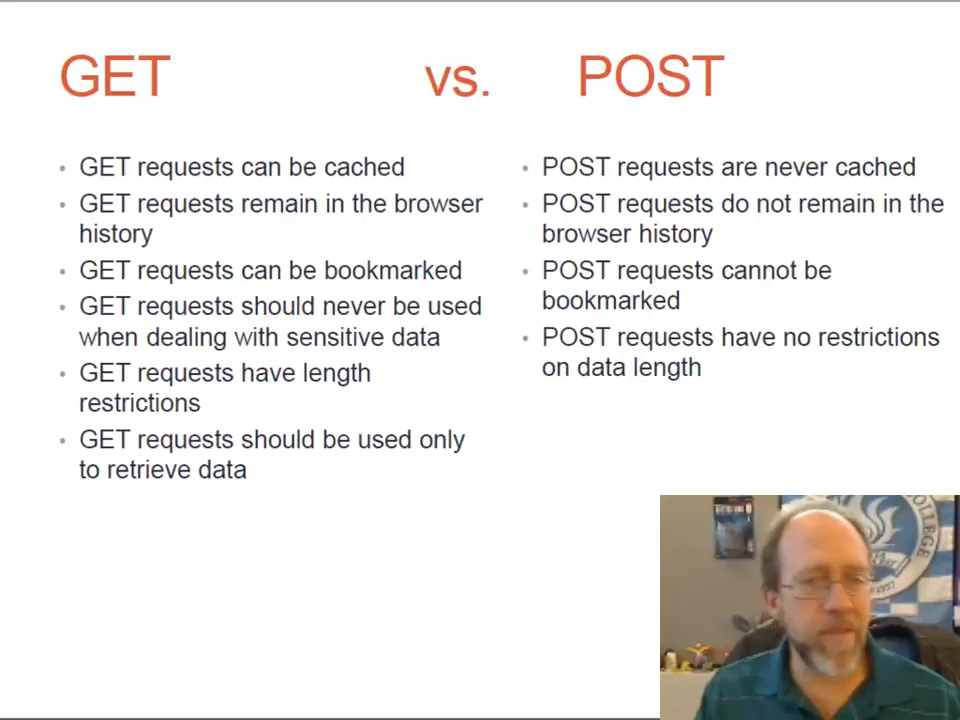 GET vs. POST
• GET requests can be cached
• GET requests remain in the browser
history
• GET requests can be bookmarked
• GET requests should never be used
when dealing with sensitive data
• GET requests have length
restrictions
• GET requests should be used only
to retrieve data
• POST requests are never cached
• POST requests do not remain in the
browser history
• POST requests cannot be
bookmarked
• POST requests have no restrictions
on data length
COLLEGE